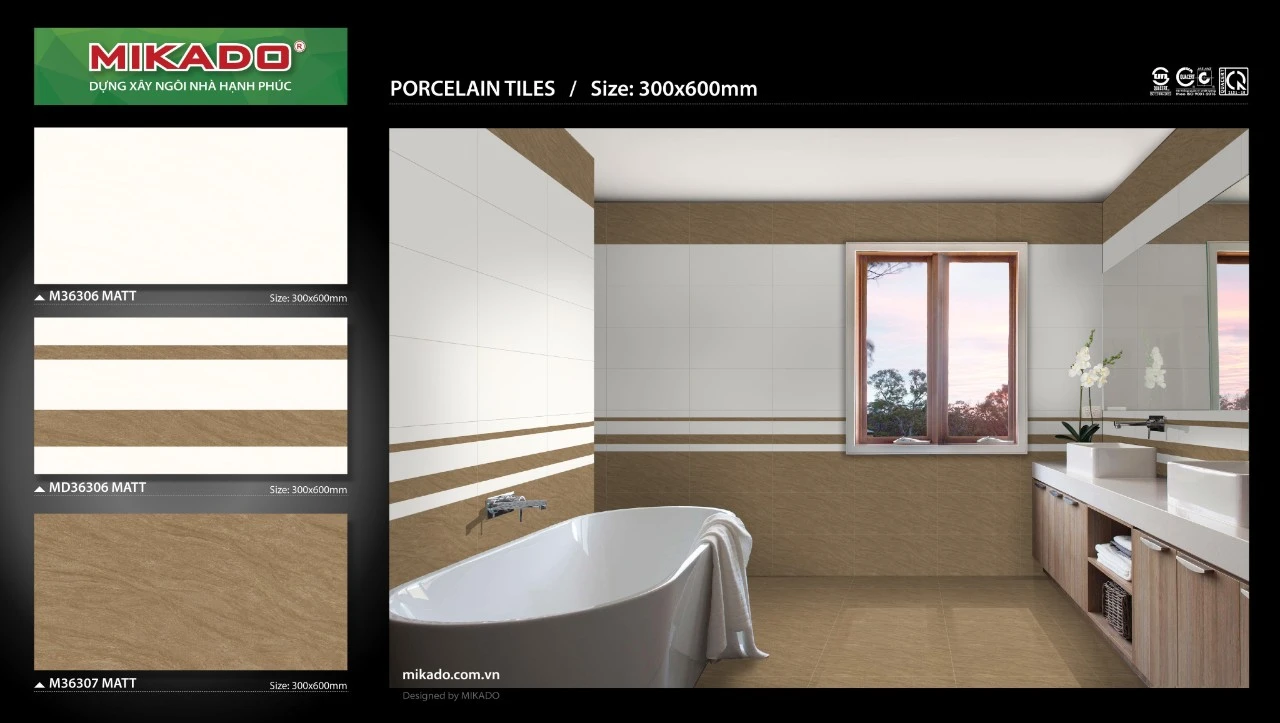 MIKADO®
DỰNG XÂY NGÔI NHÀ HẠNH PHÚC
PORCELAIN TILES / Size: 300x600mm
M36306 MATT
Size: 300x600mm
MD36306 MATT
Size: 300x600mm
M36307 MATT
Size: 300x600mm
mikado.com.vn
Designed by MIKADO